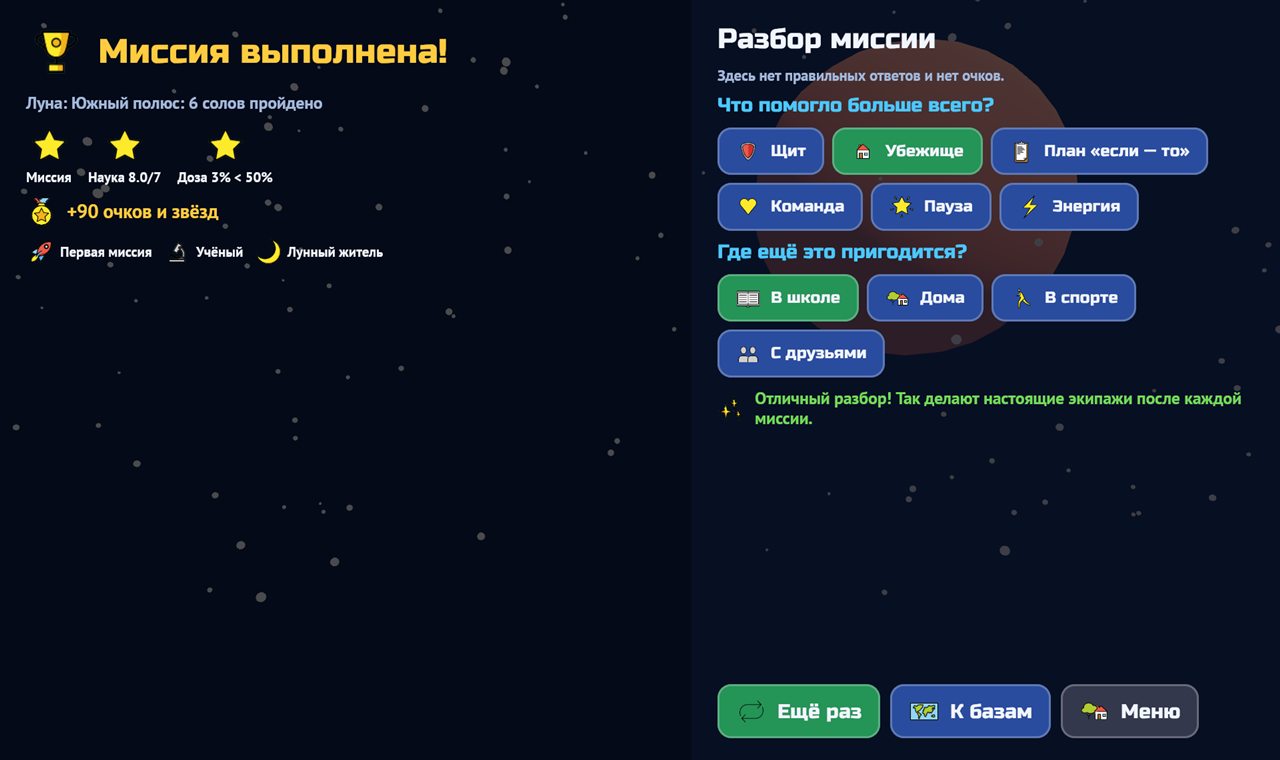 Миссия выполнена!
Луна: Южный полюс: 6 солов пройдено
Миссия Наука 8.0/7 Доза 3% < 50%
+90 очков и звёзд
Первая миссия Учёный Лунный житель
Разбор миссии
Здесь нет правильных ответов и нет очков.
Что помогло больше всего?
Щит Убежище План «если — то»
Команда Пауза Энергия
Где ещё это пригодится?
В школе Дома В спорте
С друзьями
Отличный разбор! Так делают настоящие экипажи после каждой
миссии.
Ещё раз К базам Меню